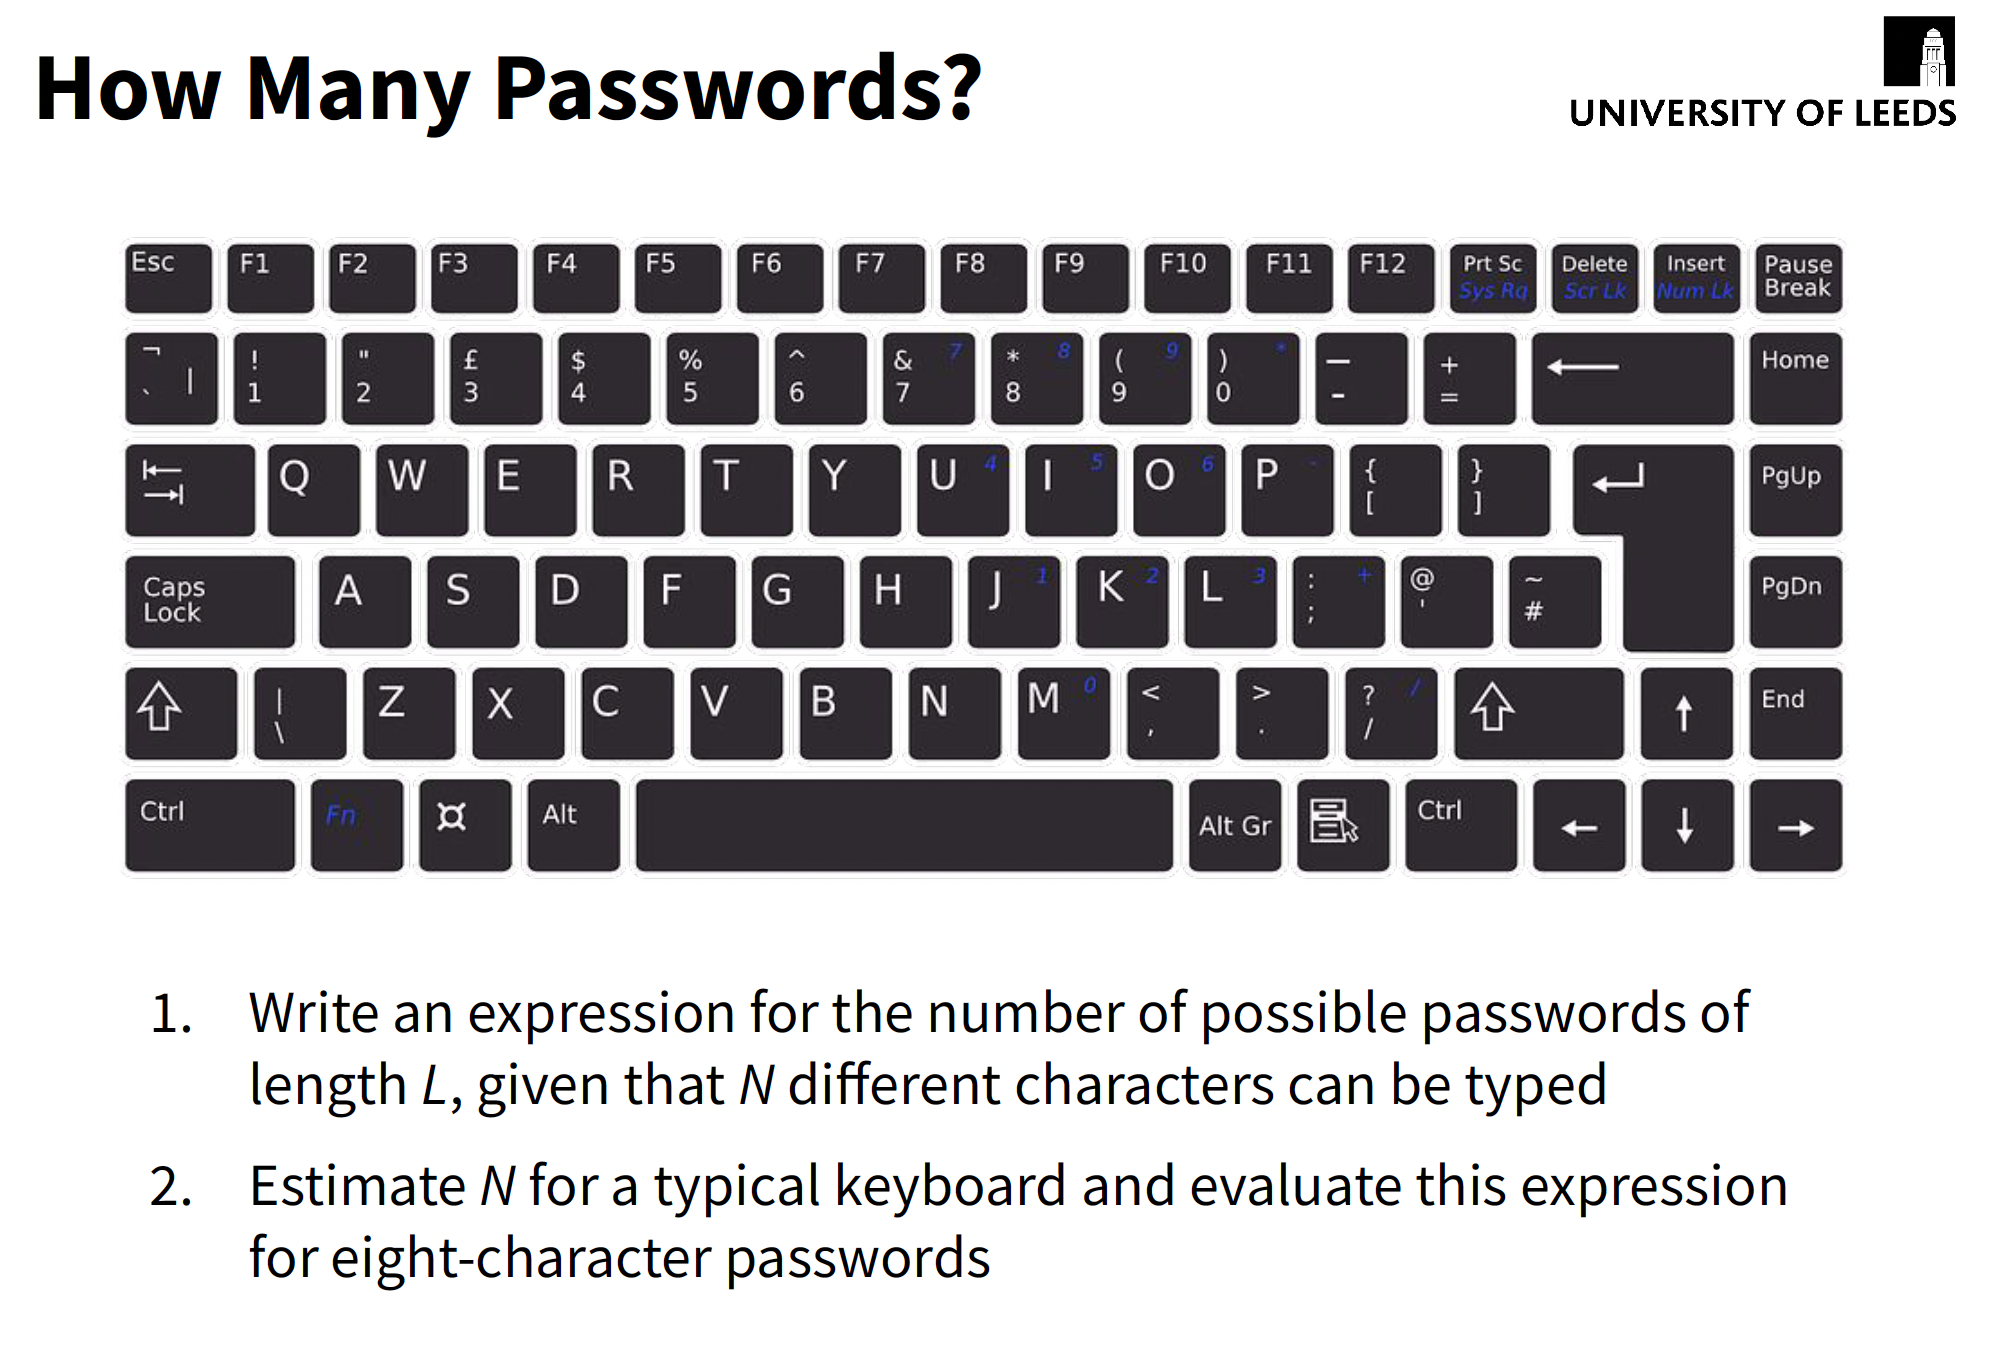 How Many Passwords?
UNIVERSITY OF LEEDS
Esc F1 F2 F3 F4 F5 F6 F7 F8 F9 F10 F11 F12 Prt Sc Delete Insert Pause
Sys Rq Scr Lk Num Lk Break
¬ ! " £ $ % ^ & 7 * 8 ( 9 ) * — + ← Home
` | 1 2 3 4 5 6 7 8 9 0 - =
Q W E R T Y U 4 I 5 O 6 P - { } PgUp
[ ]
Caps A S D F G H J 1 K 2 L 3 : + @ ~ PgDn
Lock ; ' #
| Z X C V B N M 0 < > ? / ↑ End
\ , . /
Ctrl Fn ¤ Alt Alt Gr Ctrl ← ↓ →
1. Write an expression for the number of possible passwords of
length L, given that N different characters can be typed
2. Estimate N for a typical keyboard and evaluate this expression
for eight-character passwords